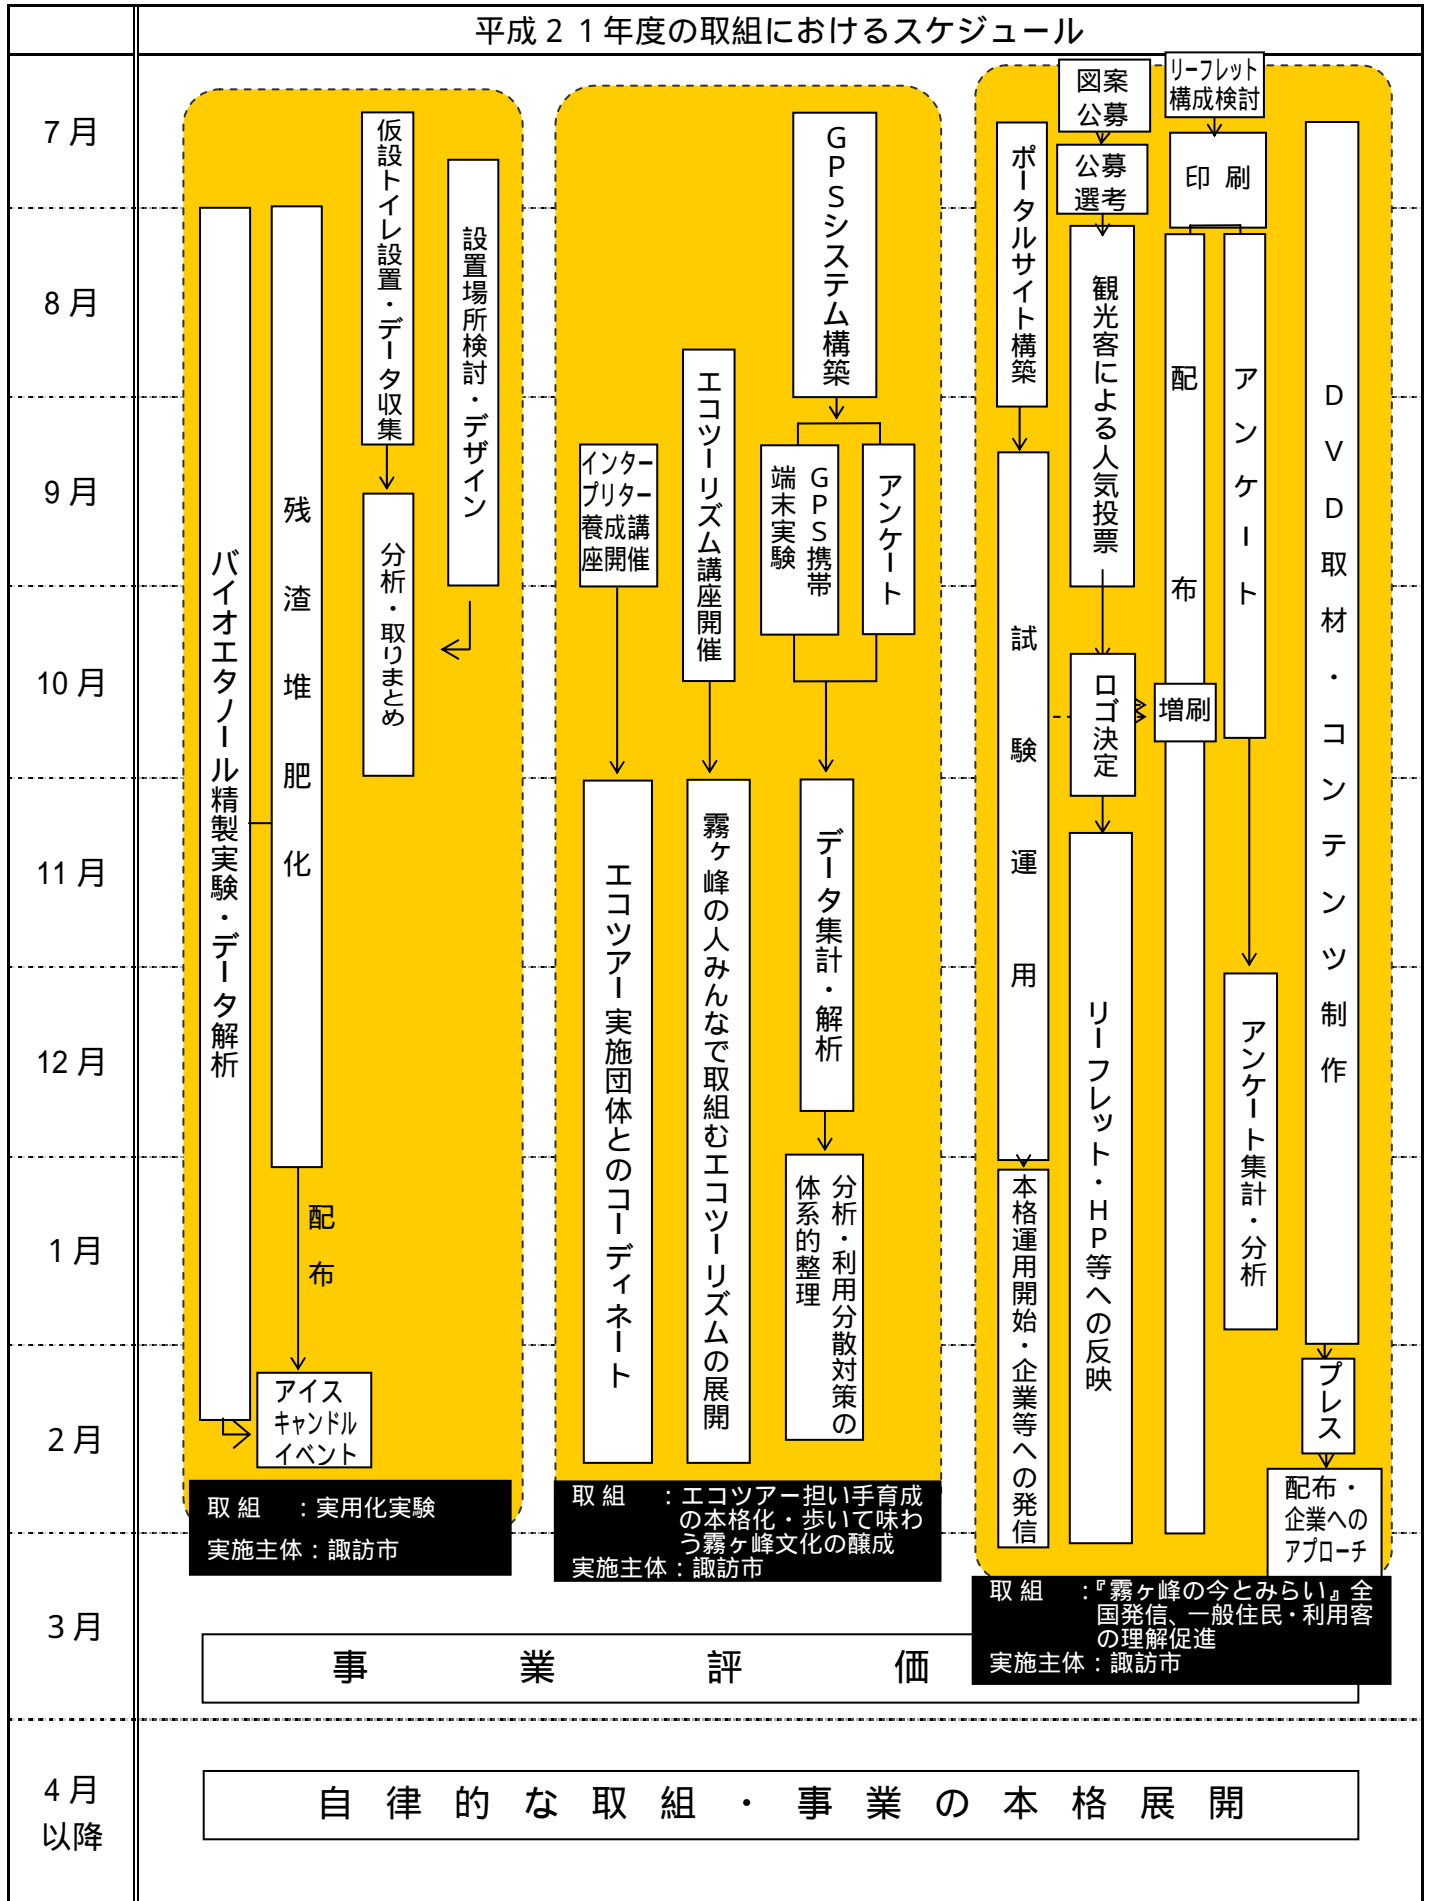 平成２１年度の取組におけるスケジュール
7月
8月
9月
10月
11月
12月
1月
2月
3月
4月
以降
バイオエタノール精製実験・データ解析
残渣堆肥化
配布
アイス
キャンドル
イベント
仮設トイレ設置・データ収集
分析・取りまとめ
設置場所検討・デザイン
取組　：実用化実験
実施主体：諏訪市
インター
プリター
養成講
座開催
エコツアー実施団体とのコーディネート
エコツーリズム講座開催
霧ヶ峰の人みんなで取組むエコツーリズムの展開
GPSシステム構築
GPS携帯
端末実験
アンケート
データ集計・解析
分析・利用分散対策の
体系的整理
取組　：エコツアー担い手育成
の本格化・歩いて味わ
う霧ヶ峰文化の醸成
実施主体：諏訪市
ポータルサイト構築
試験運用
本格運用開始・企業等への発信
図案
公募
公募
選考
観光客による人気投票
ロゴ決定
リーフレット・HP等への反映
リーフレット
構成検討
印刷
配布
増刷
アンケート
アンケート集計・分析
DVD取材・コンテンツ制作
プレス
配布・
企業への
アプローチ
取組　：『霧ヶ峰の今とみらい』全
国発信、一般住民・利用客
の理解促進
実施主体：諏訪市
事業評価
自律的な取組・事業の本格展開